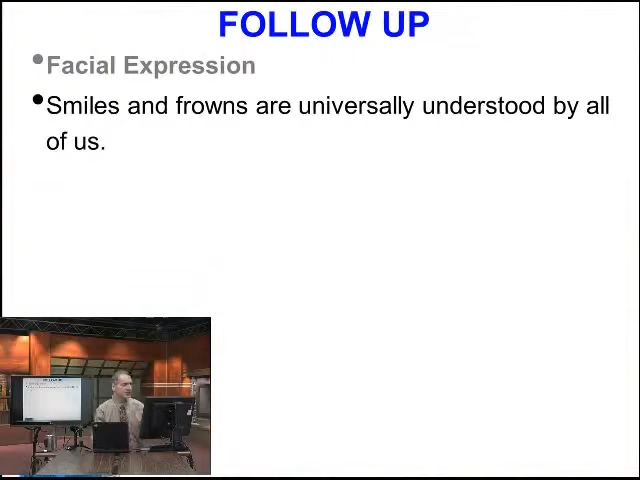 FOLLOW UP
•Facial Expression
•Smiles and frowns are universally understood by all
of us.